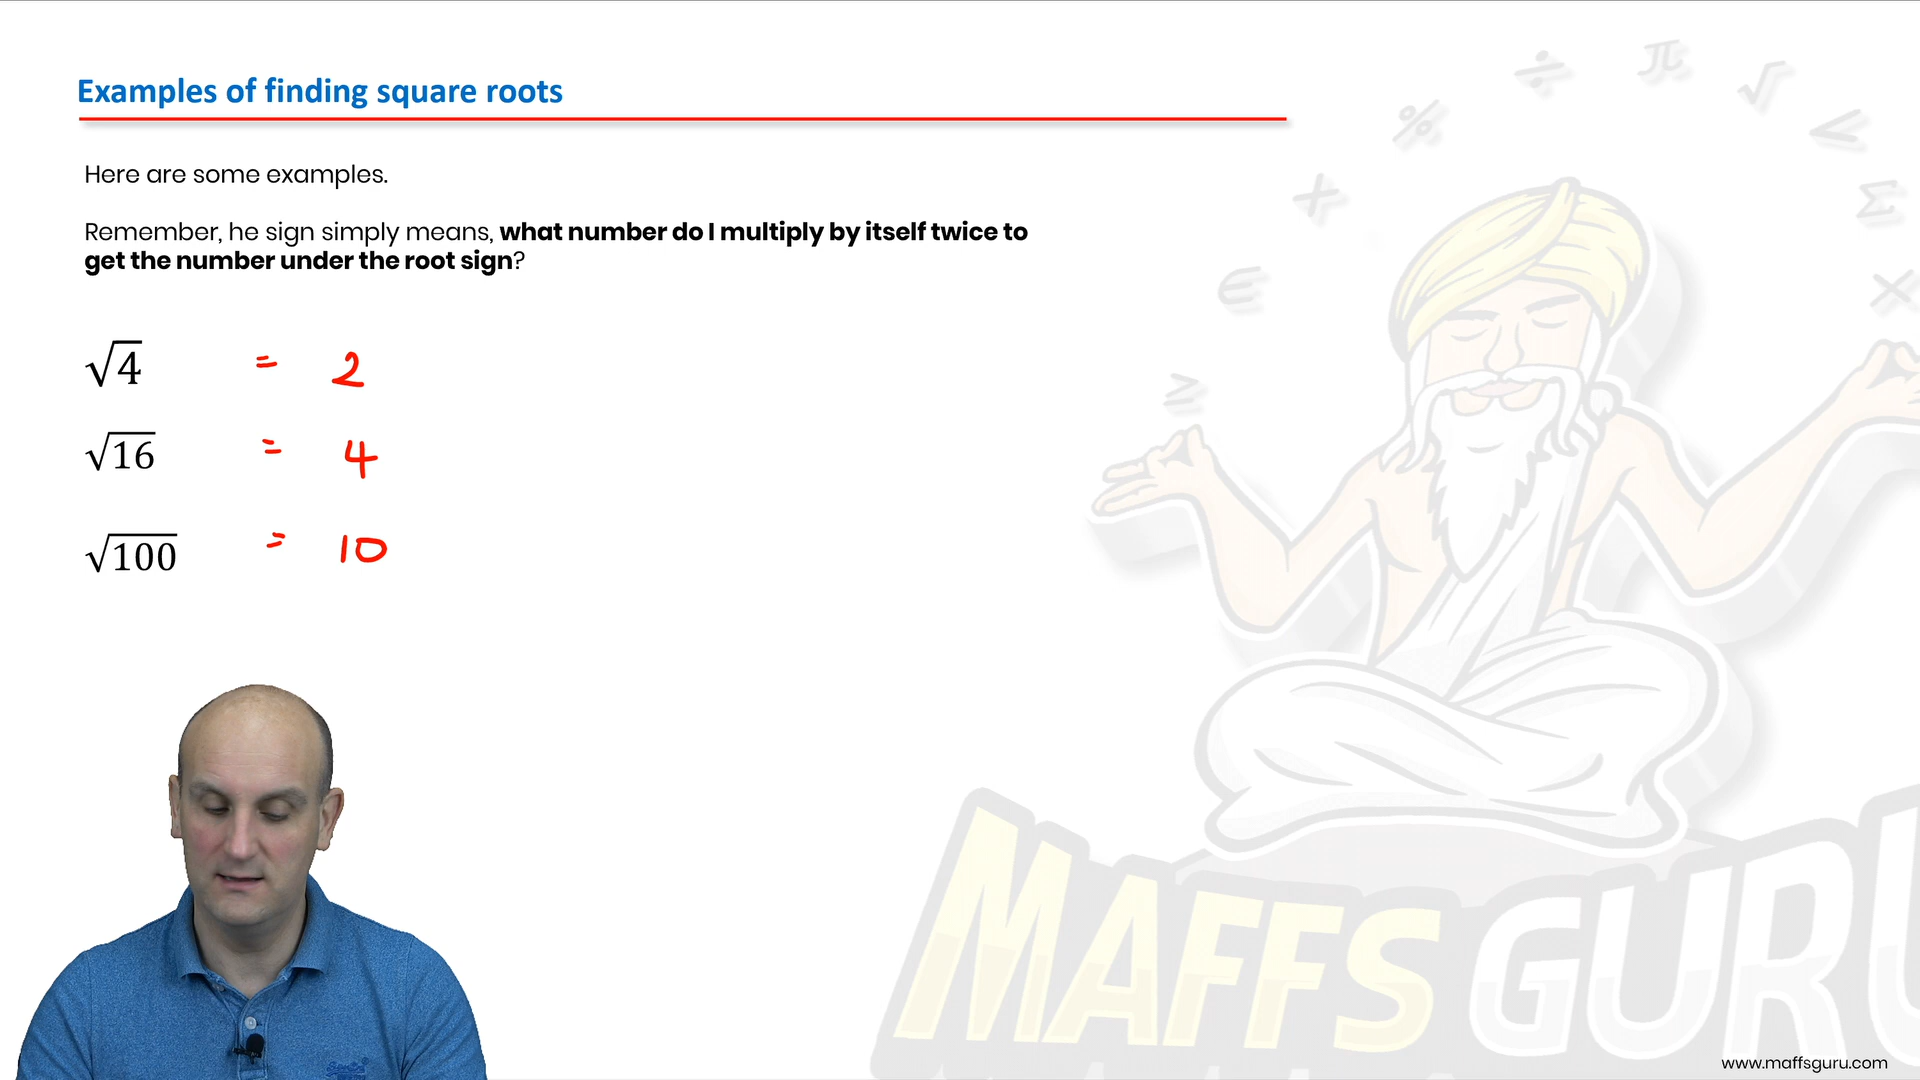 Examples of finding square roots
Here are some examples.
Remember, he sign simply means, what number do I multiply by itself twice to
get the number under the root sign?
√4 = 2
√16 = 4
√100 = 10
÷ π √ < % + Σ ∈ × ≥
MAFFS GURU
www.maffsguru.com